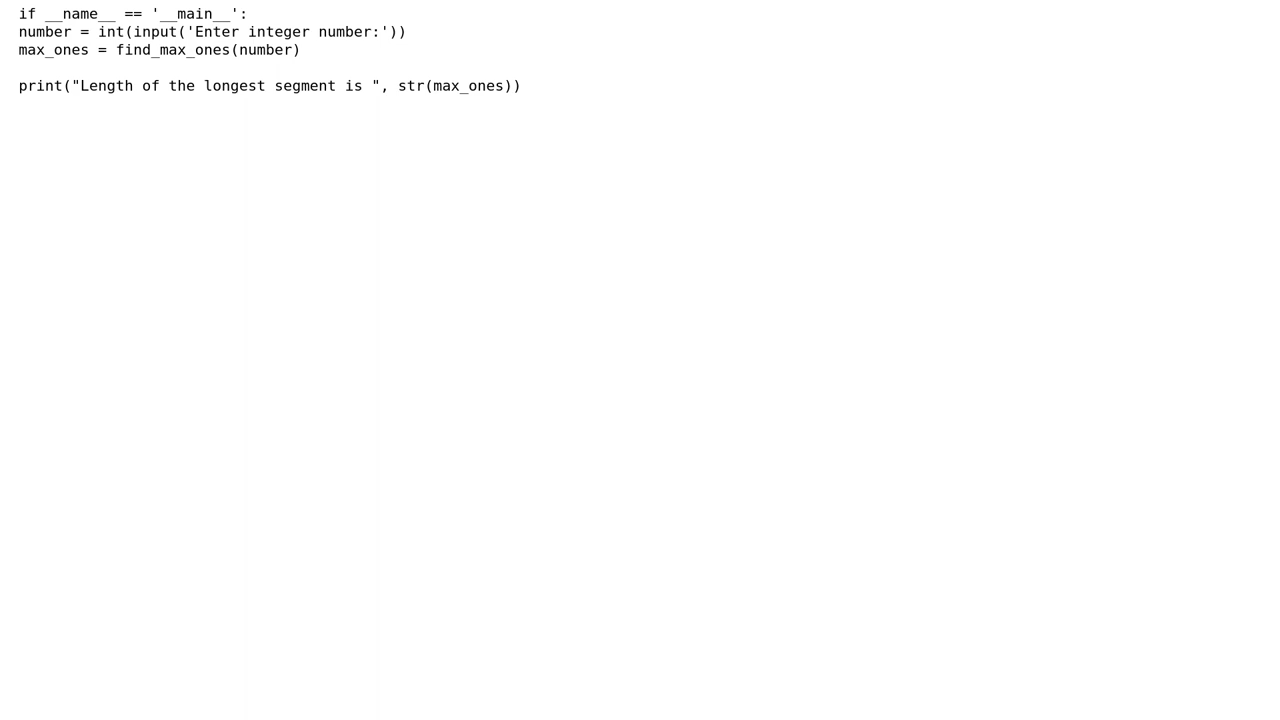 if __name__ == '__main__':
number = int(input('Enter integer number:'))
max_ones = find_max_ones(number)

print("Length of the longest segment is ", str(max_ones))